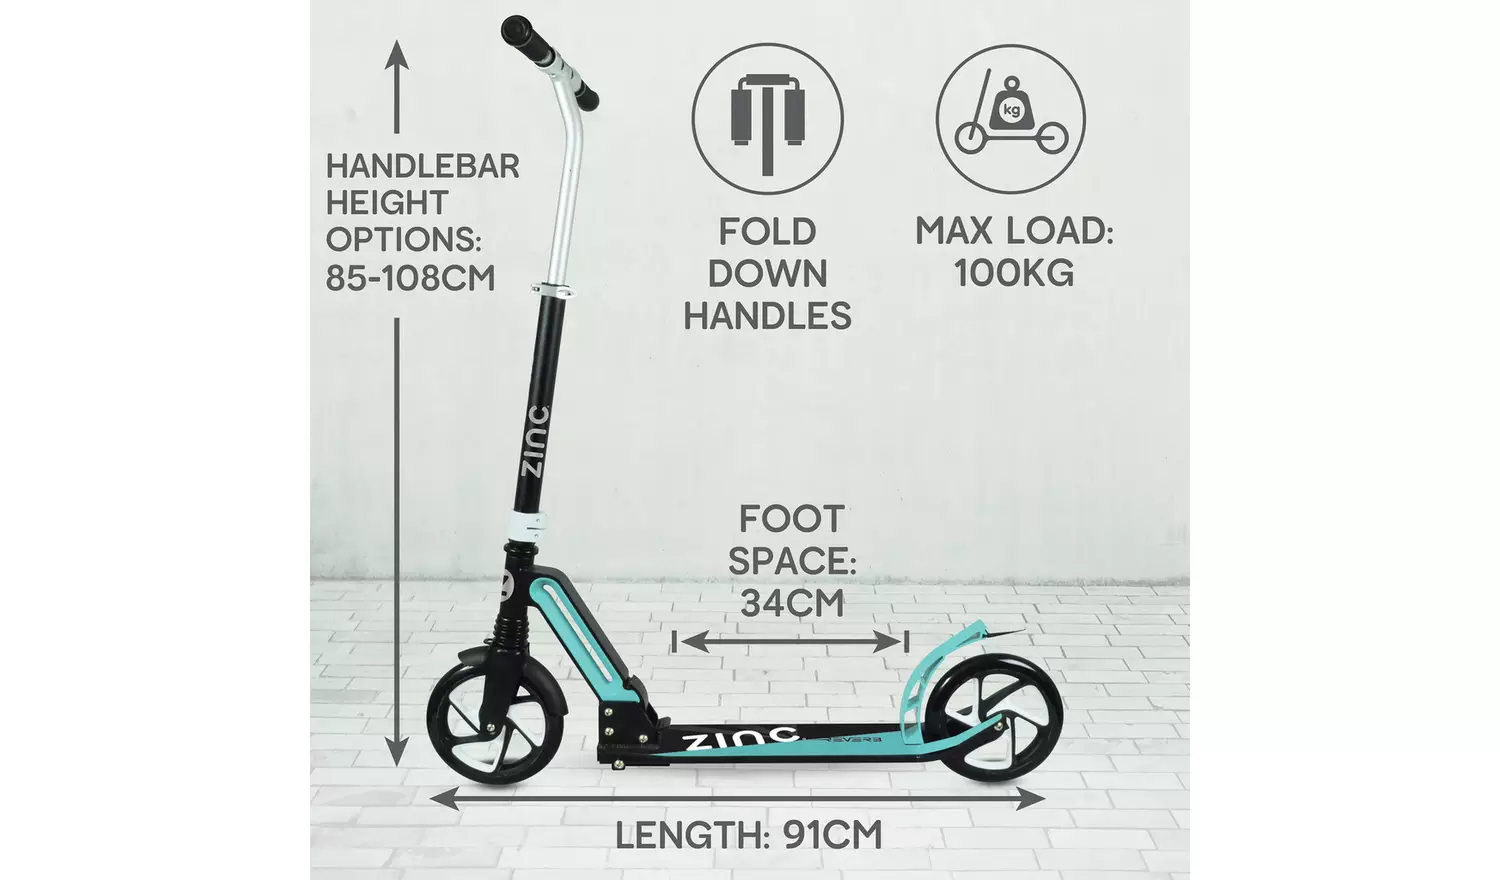 HANDLEBAR
HEIGHT
OPTIONS:
85-108CM
FOLD
DOWN
HANDLES
kg
MAX LOAD:
100KG
zinc
FOOT
SPACE:
34CM
zinc
REVERB
LENGTH: 91CM